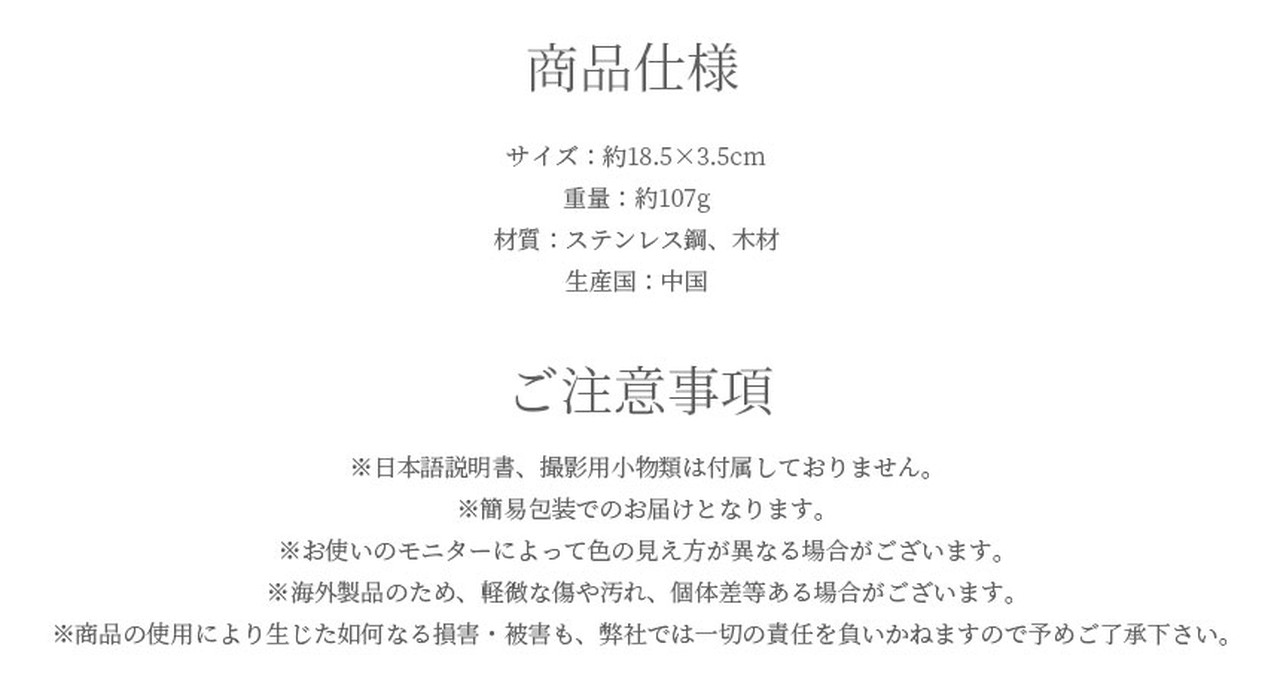 商品仕様
サイズ：約18.5×3.5cm
重量：約107g
材質：ステンレス鋼、木材
生産国：中国
ご注意事項
※日本語説明書、撮影用小物類は付属しておりません。
※簡易包装でのお届けとなります。
※お使いのモニターによって色の見え方が異なる場合がございます。
※海外製品のため、軽微な傷や汚れ、個体差等ある場合がございます。
※商品の使用により生じた如何なる損害・被害も、弊社では一切の責任を負いかねますので予めご了承下さい。